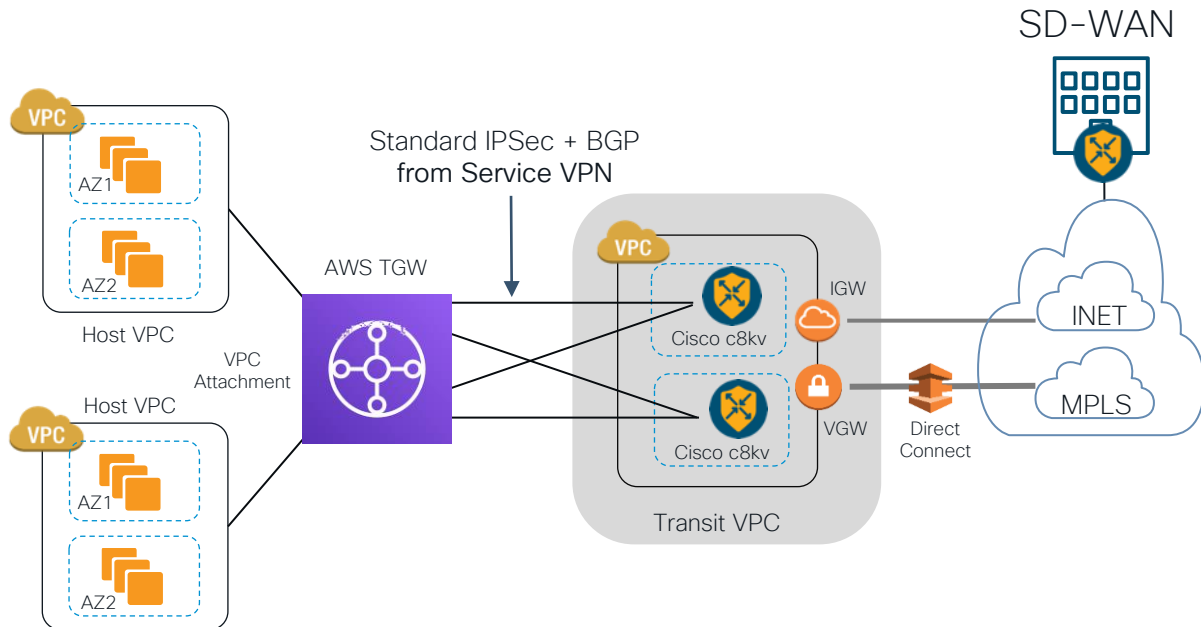 SD-WAN
VPC
AZ1
AZ2
Host VPC
Standard IPSec + BGP
from Service VPN
AWS TGW
VPC
Attachment
Host VPC
VPC
AZ1
AZ2
VPC
Cisco c8kv
Cisco c8kv
Transit VPC
IGW
VGW
Direct
Connect
INET
MPLS